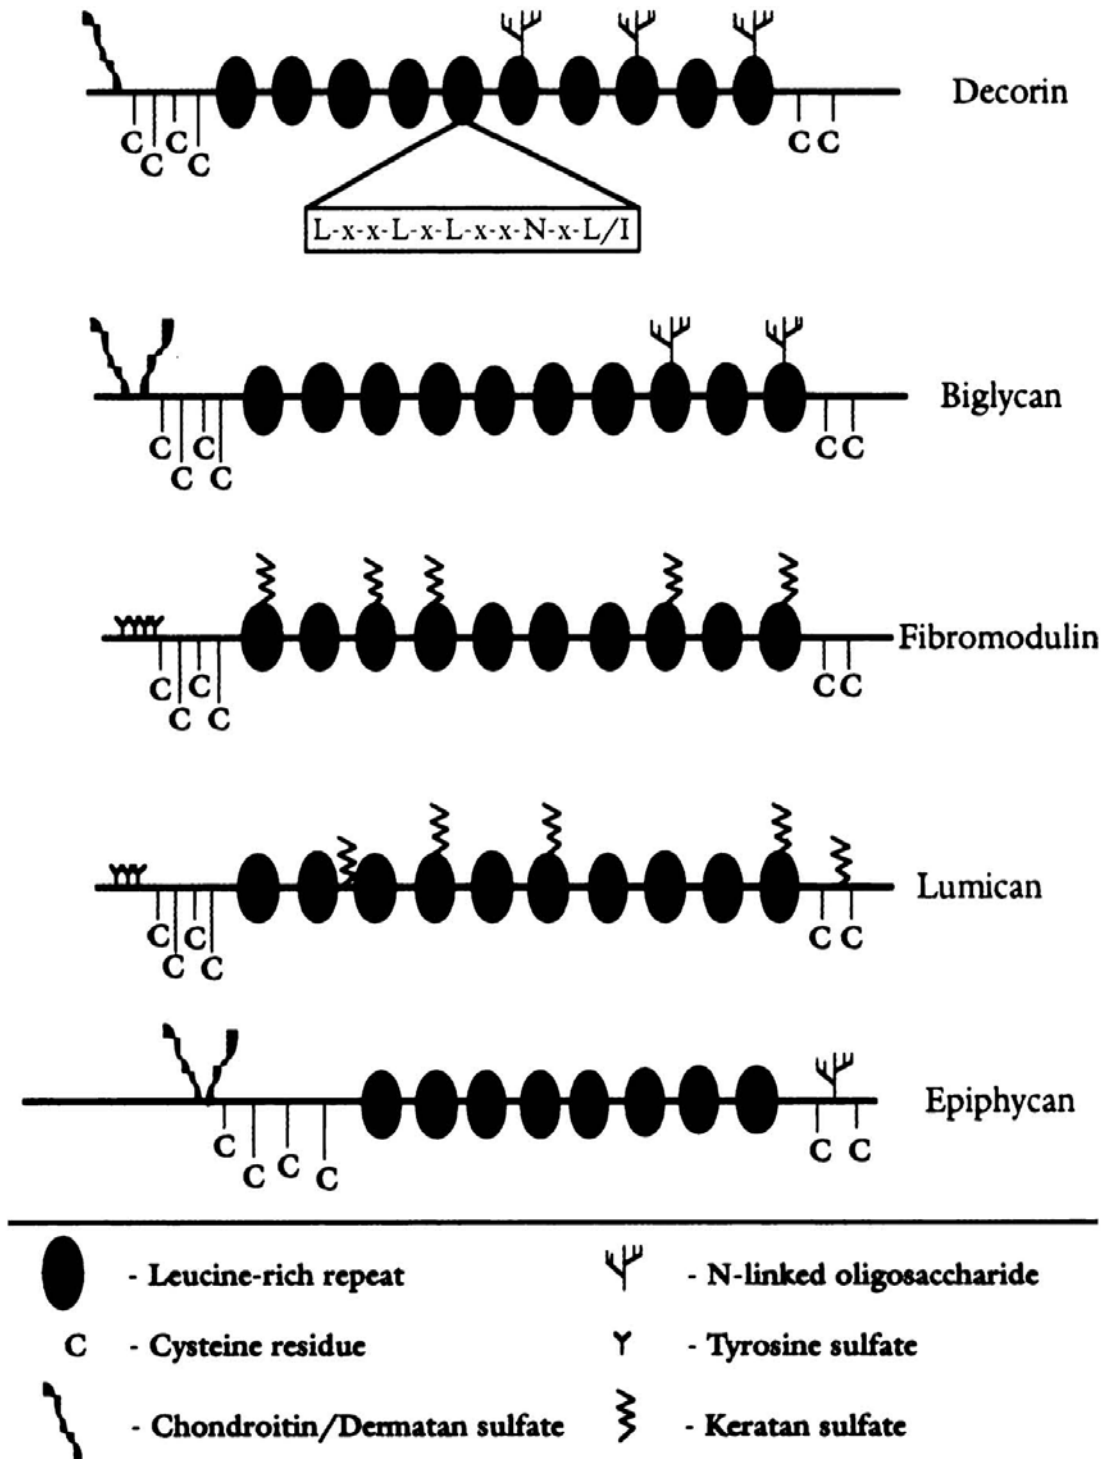 Decorin
C C C C C C
L-x-x-L-x-L-x-x-N-x-L/I
Biglycan
C C C C C C
Fibromodulin
C C C C C C
Lumican
C C C C C C
Epiphycan
C C C C C C
- Leucine-rich repeat
- N-linked oligosaccharide
C - Cysteine residue
- Tyrosine sulfate
- Chondroitin/Dermatan sulfate
- Keratan sulfate